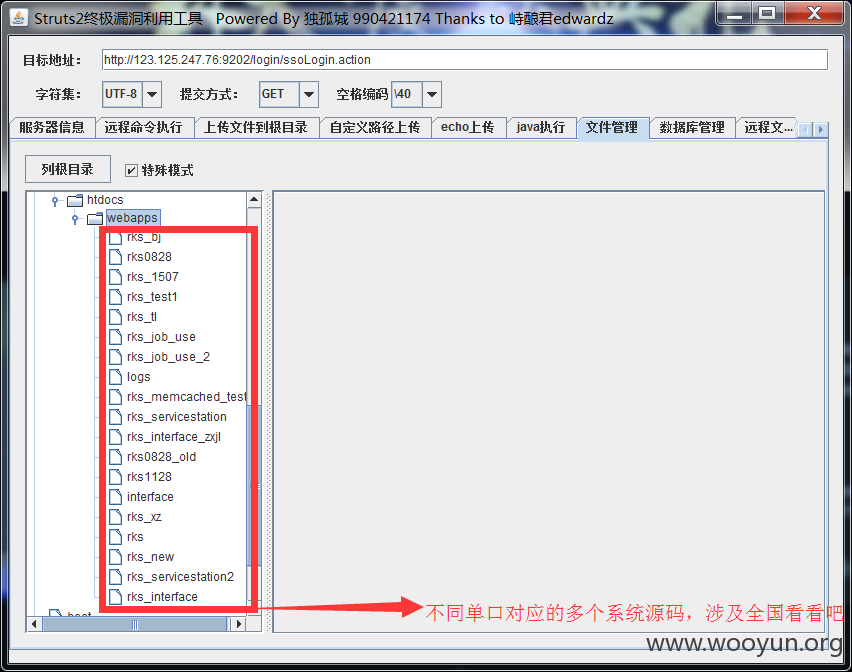 Struts2终极漏洞利用工具 Powered By 独孤城 990421174 Thanks to 峙酿君edwardz
目标地址： http://123.125.247.76:9202/login/ssoLogin.action
字符集： UTF-8 提交方式： GET 空格编码 \40
服务器信息 远程命令执行 上传文件到根目录 自定义路径上传 echo上传 java执行 文件管理 数据库管理 远程文...
列根目录 特殊模式
htdocs
webapps
rks_bj
rks0828
rks_1507
rks_test1
rks_tl
rks_job_use
rks_job_use_2
logs
rks_memcached_test
rks_servicestation
rks_interface_zxjl
rks0828_old
rks1128
interface
rks_xz
rks
rks_new
rks_servicestation2
rks_interface
不同单口对应的多个系统源码，涉及全国看看吧
www.wooyun.org